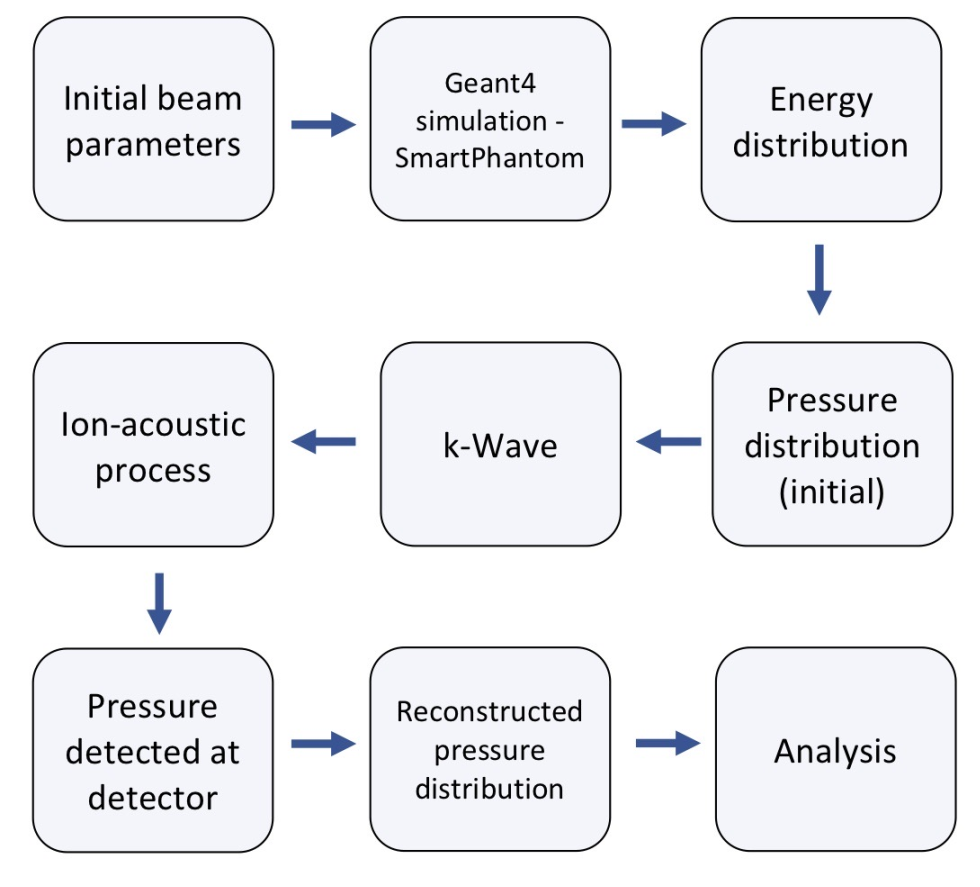 Initial beam
parameters
Geant4
simulation -
SmartPhantom
Energy
distribution
Pressure
distribution
(initial)
k-Wave
Ion-acoustic
process
Pressure
detected at
detector
Reconstructed
pressure
distribution
Analysis